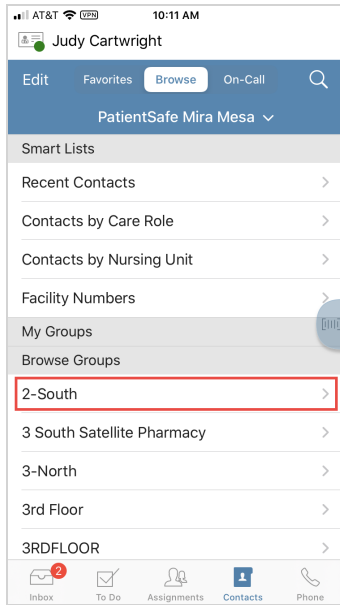 AT&T VPN 10:11 AM
Judy Cartwright
Edit Favorites Browse On-Call
PatientSafe Mira Mesa
Smart Lists
Recent Contacts
Contacts by Care Role
Contacts by Nursing Unit
Facility Numbers
My Groups
Browse Groups
2-South
3 South Satellite Pharmacy
3-North
3rd Floor
3RDFLOOR
2
Inbox To Do Assignments Contacts Phone